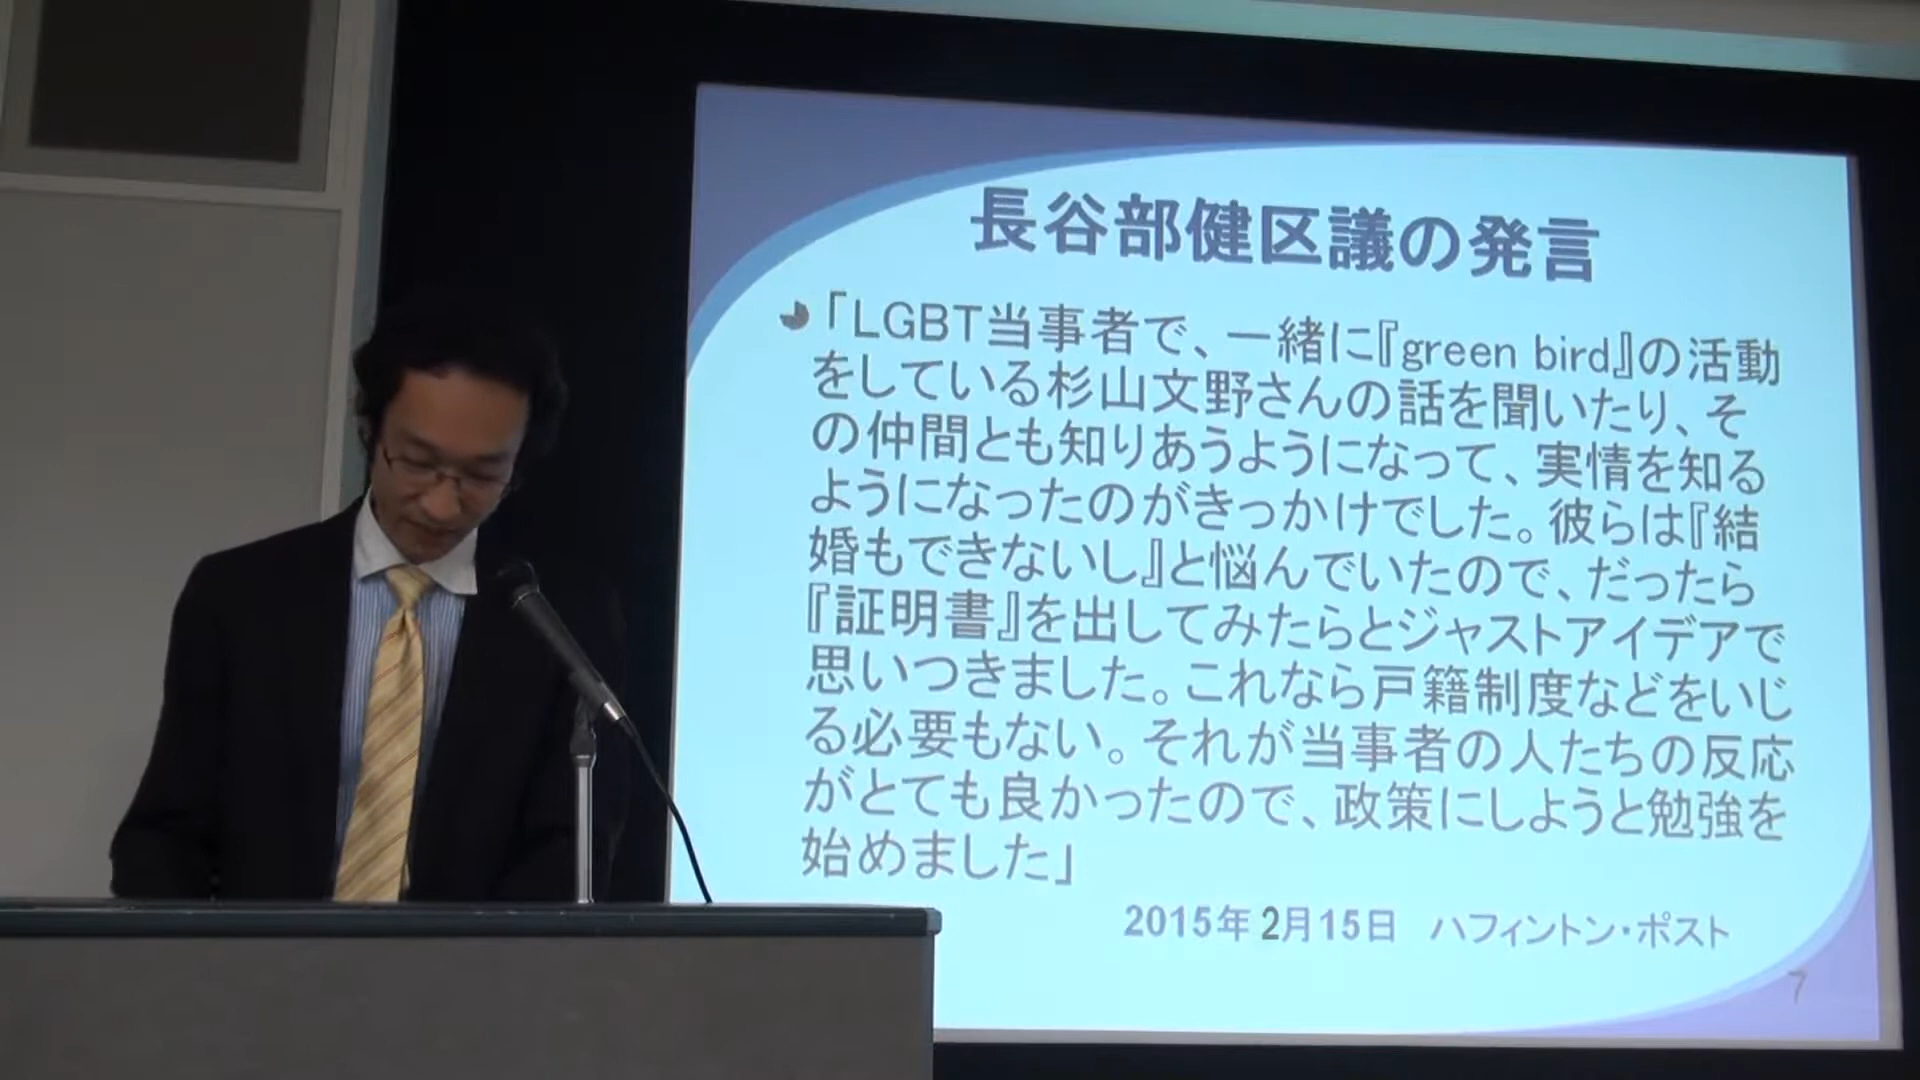 長谷部健区議の発言
「LGBT当事者で、一緒に『green bird』の活動
をしている杉山文野さんの話を聞いたり、そ
の仲間とも知りあうようになって、実情を知る
ようになったのがきっかけでした。彼らは『結
婚もできないし』と悩んでいたので、だったら
『証明書』を出してみたらとジャストアイデアで
思いつきました。これなら戸籍制度などをいじ
る必要もない。それが当事者の人たちの反応
がとても良かったので、政策にしようと勉強を
始めました」
2015年2月15日 ハフィントン・ポスト
7